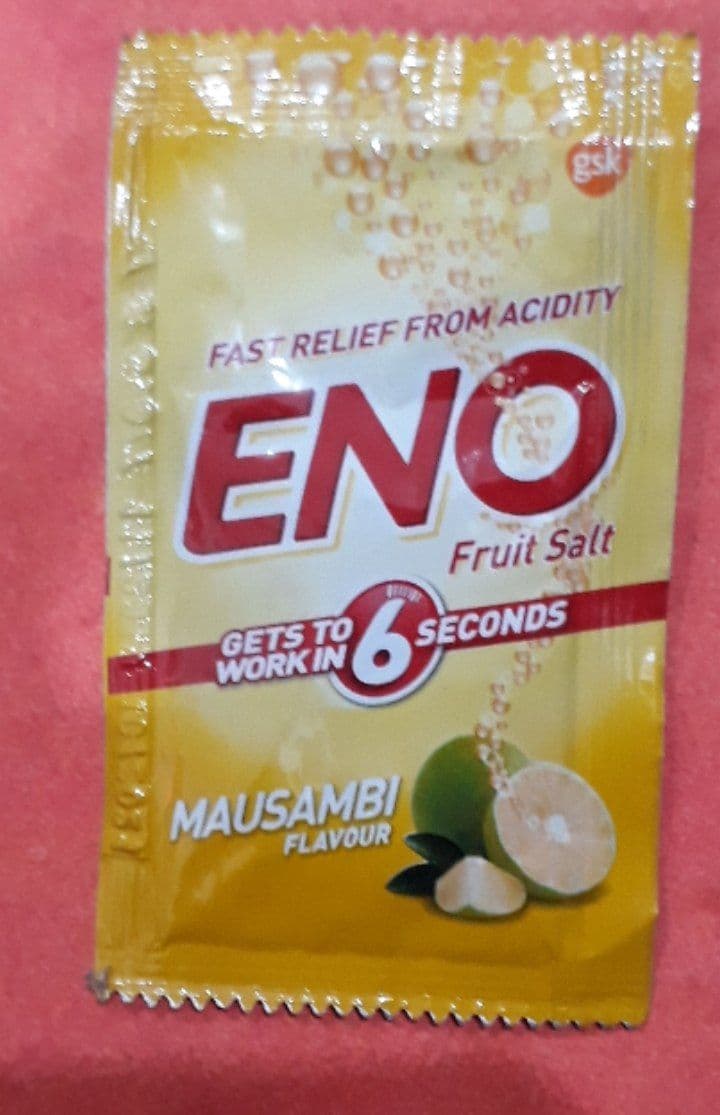 gsk
FAST RELIEF FROM ACIDITY
ENO
Fruit Salt
GETS TO
WORK IN
6
SECONDS
MAUSAMBI
FLAVOUR